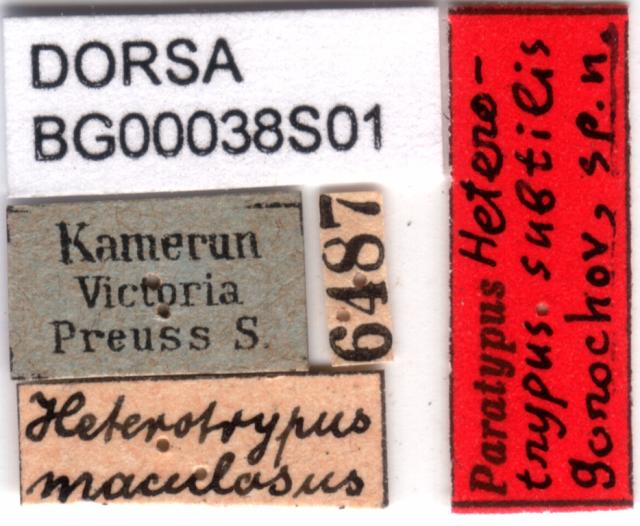 DORSA
BG00038S01
Kamerun
Victoria
Preuss S.
6487
Heterotrypus
maculosus
Paratypus Hetero-
trypus subtilis
Gorochov, sp. n.